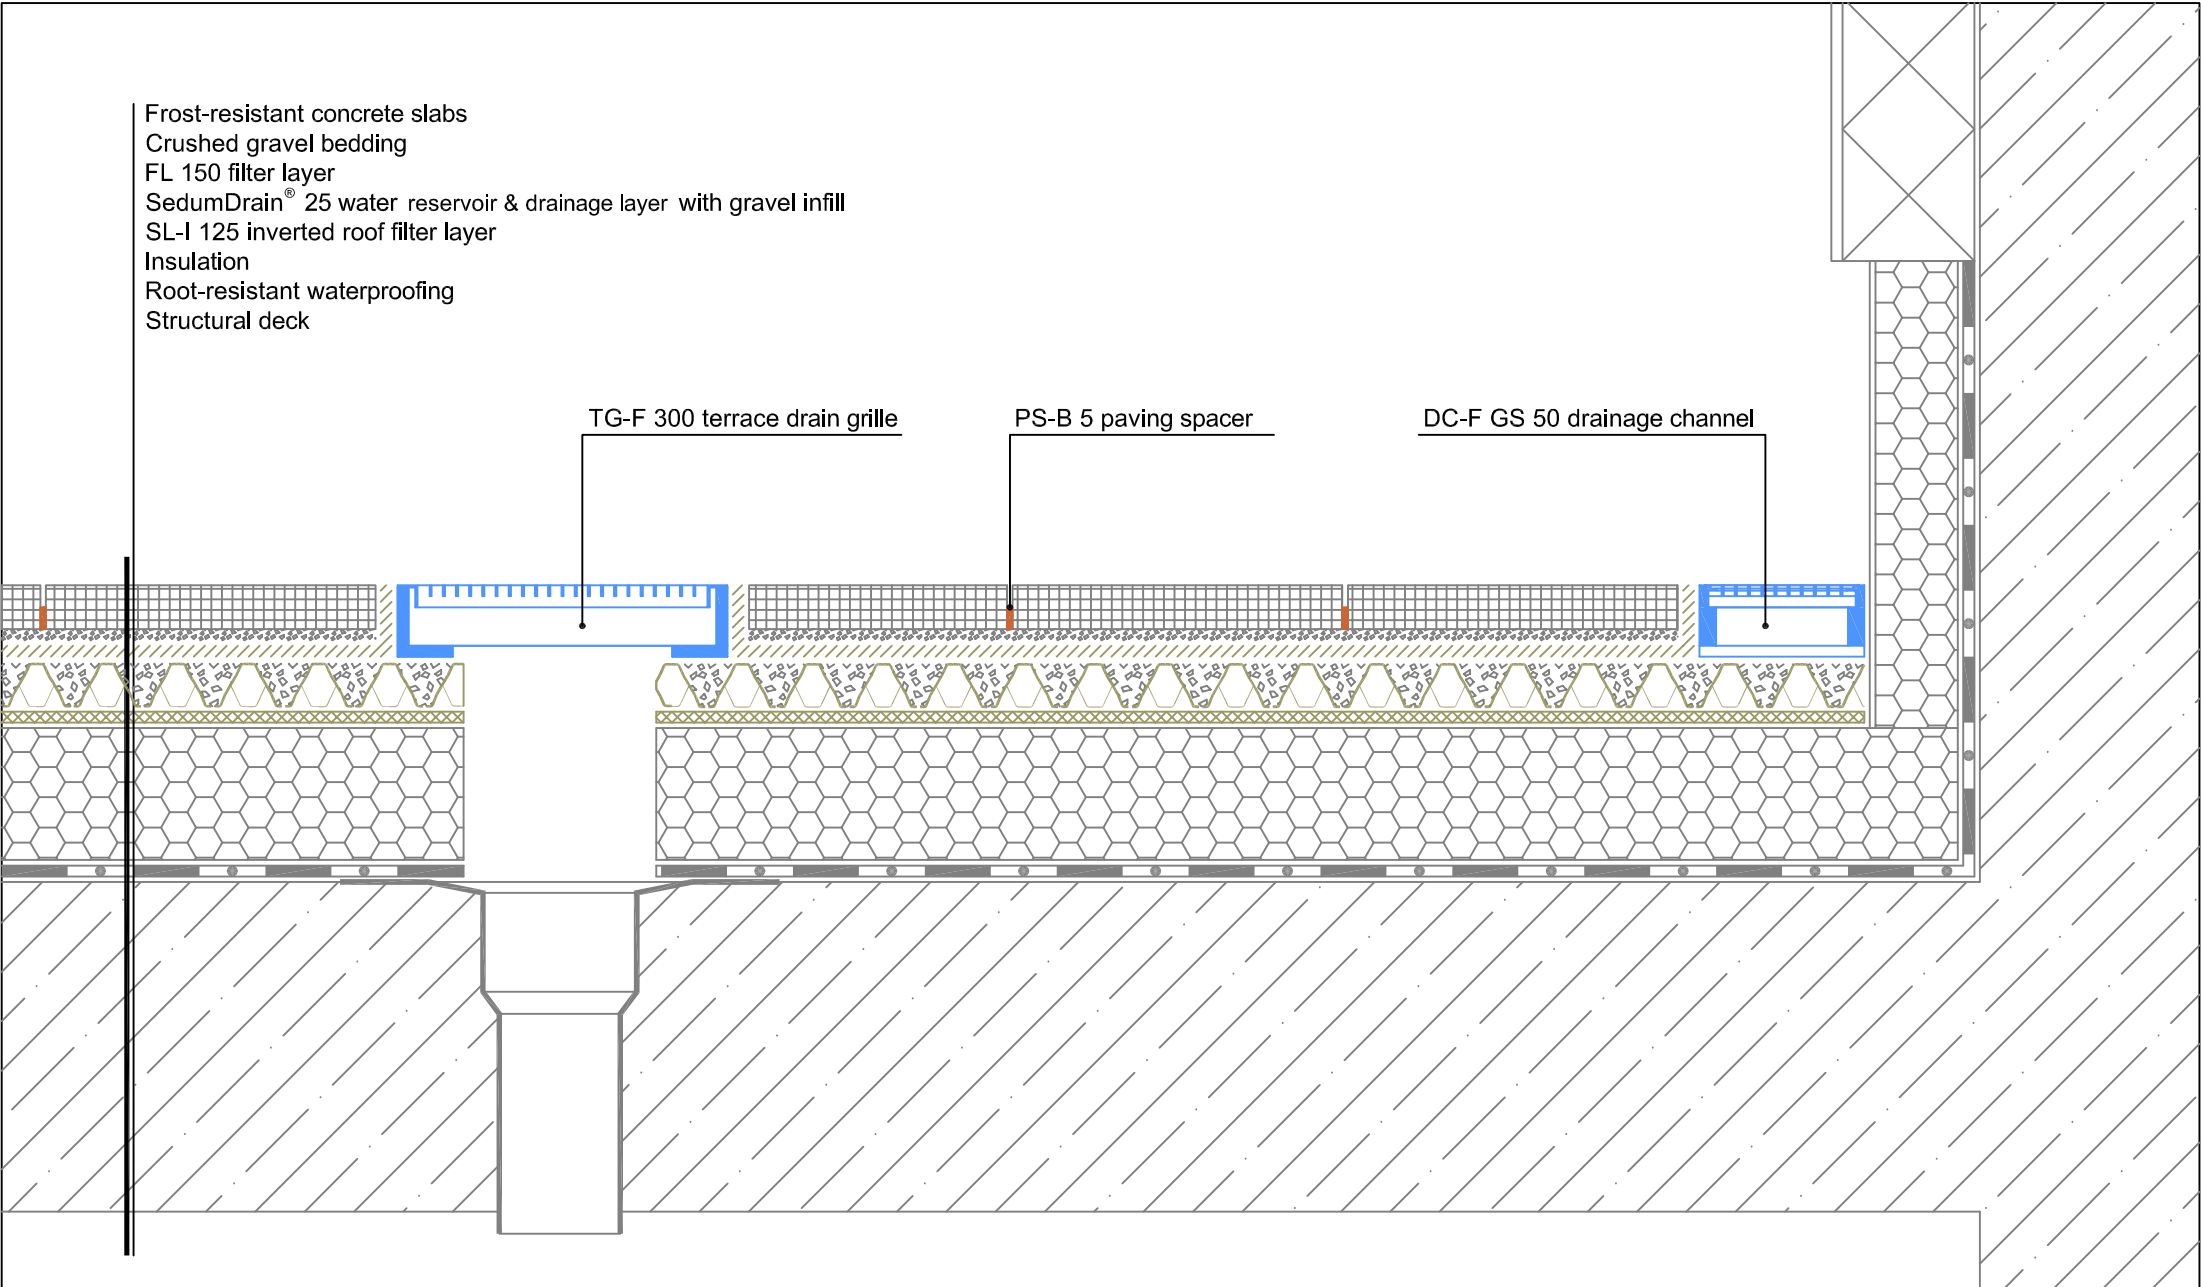 Frost-resistant concrete slabs
Crushed gravel bedding
FL 150 filter layer
SedumDrain® 25 water reservoir & drainage layer with gravel infill
SL-I 125 inverted roof filter layer
Insulation
Root-resistant waterproofing
Structural deck
TG-F 300 terrace drain grille
PS-B 5 paving spacer
DC-F GS 50 drainage channel